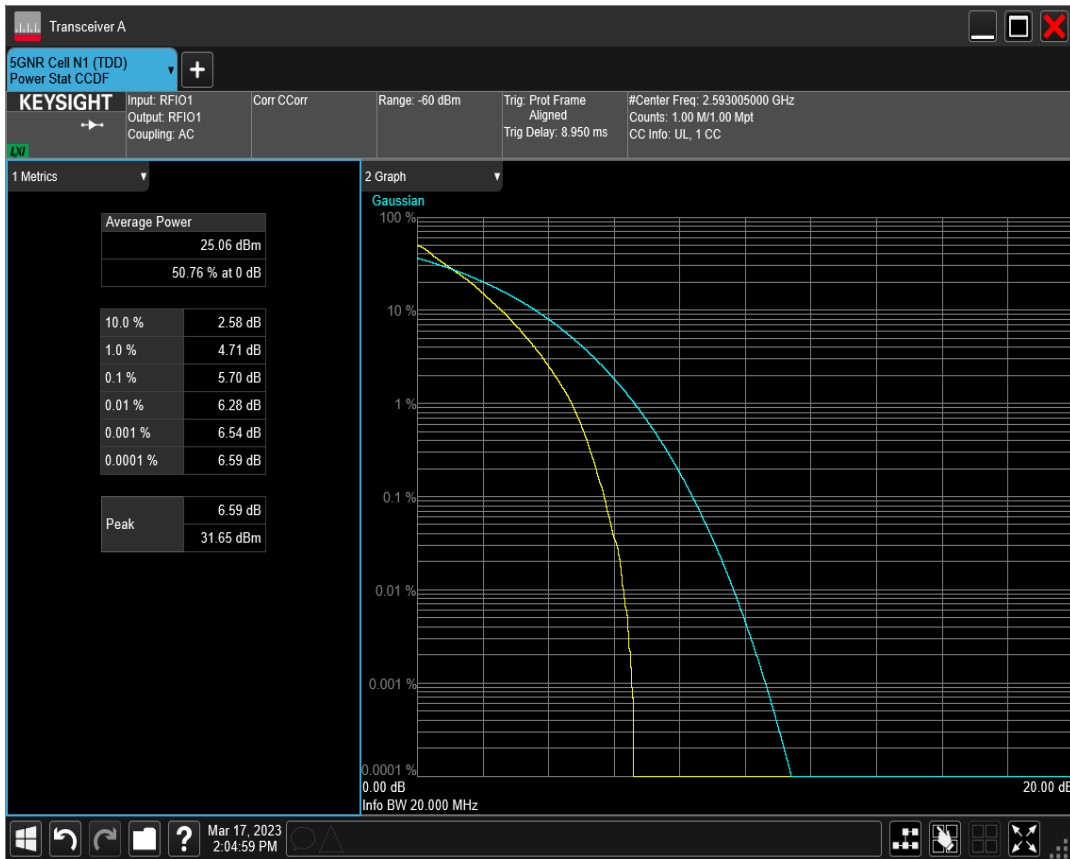 Transceiver A
5GNR Cell N1 (TDD)
Power Stat CCDF
KEYSIGHT
LXI
Input: RFIO1
Output: RFIO1
Coupling: AC
Corr CCorr
Range: -60 dBm
Trig: Prot Frame
Aligned
Trig Delay: 8.950 ms
#Center Freq: 2.593005000 GHz
Counts: 1.00 M/1.00 Mpt
CC Info: UL, 1 CC
1 Metrics
Average Power
25.06 dBm
50.76 % at 0 dB
10.0 % 2.58 dB
1.0 % 4.71 dB
0.1 % 5.70 dB
0.01 % 6.28 dB
0.001 % 6.54 dB
0.0001 % 6.59 dB
Peak
6.59 dB
31.65 dBm
2 Graph
Gaussian
100 %
10 %
1 %
0.1 %
0.01 %
0.001 %
0.0001 %
0.00 dB 20.00 dB
Info BW 20.000 MHz
?
Mar 17, 2023
2:04:59 PM